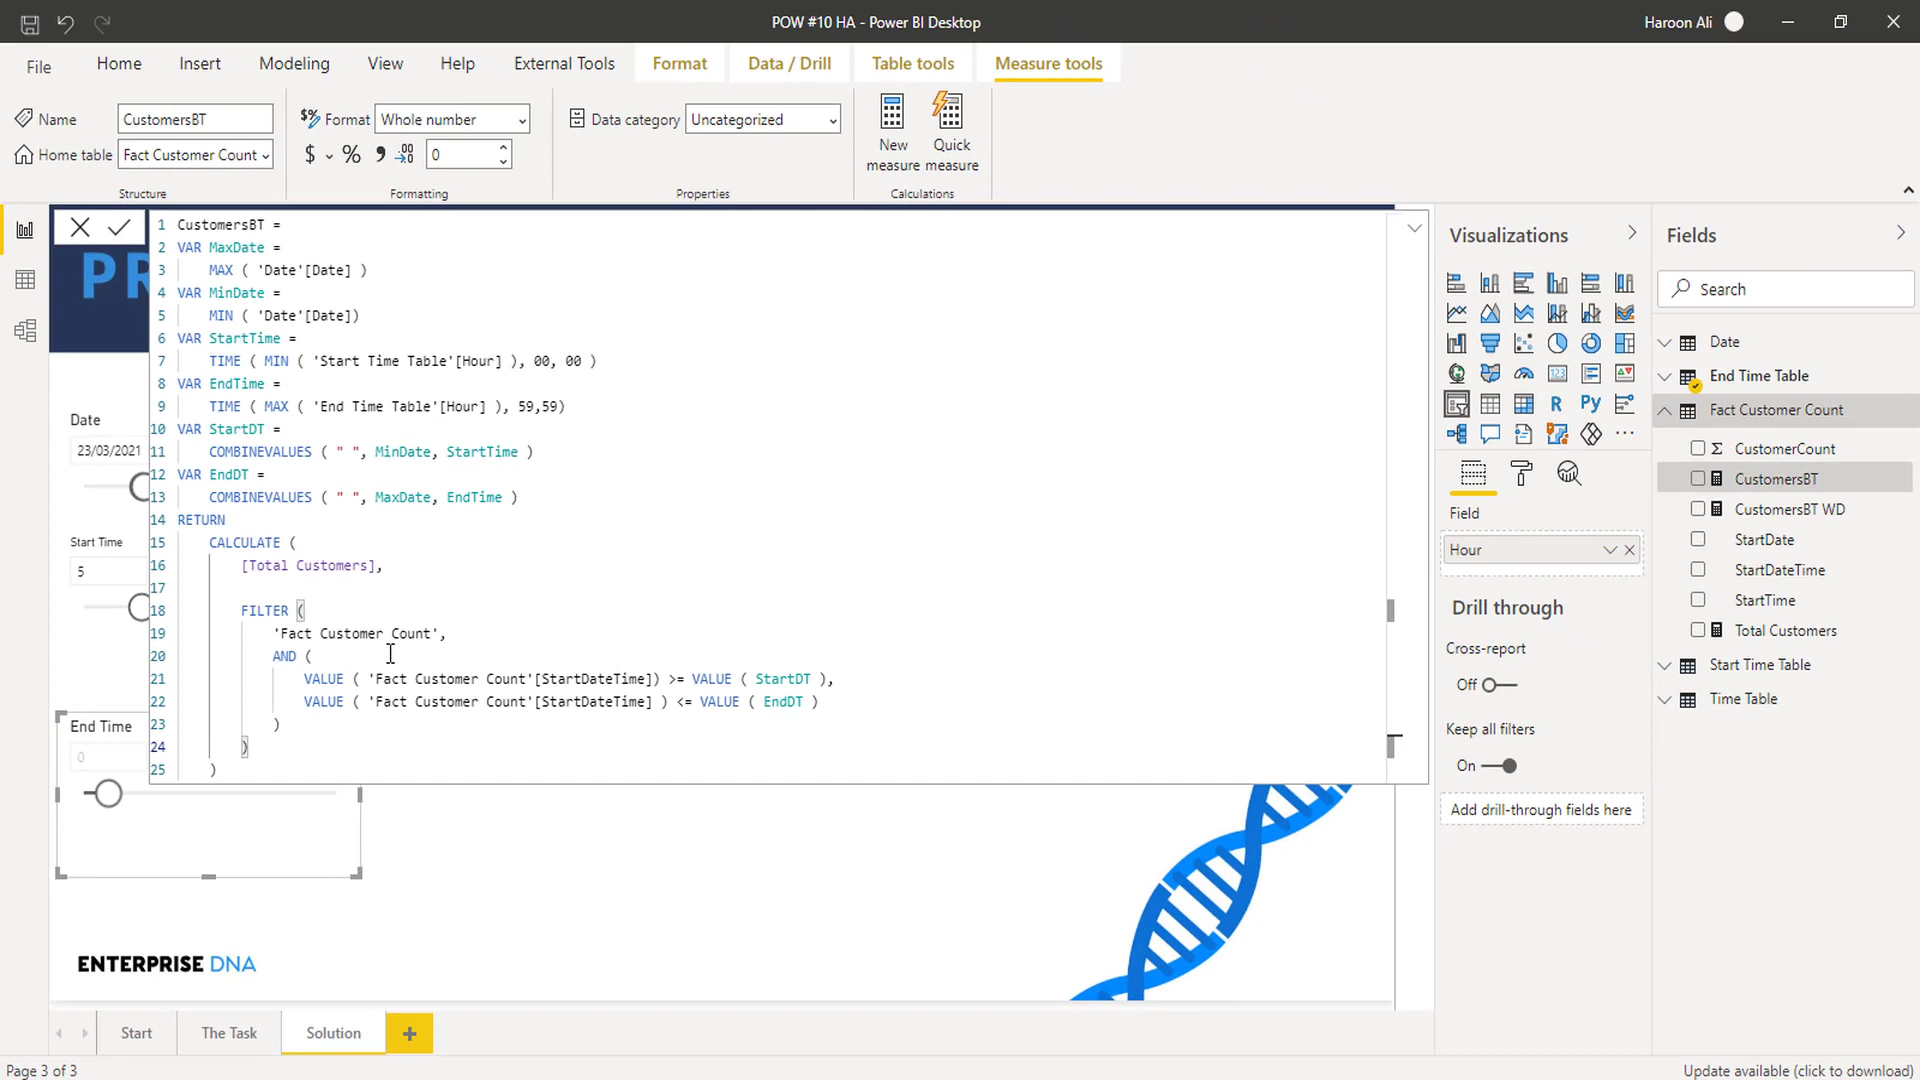 POW #10 HA - Power BI Desktop
Haroon Ali
File
Home
Insert
Modeling
View
Help
External Tools
Format
Data / Drill
Table tools
Measure tools
Name
CustomersBT
Home table
Fact Customer Count
Structure
Format
Whole number
$
%
0
Formatting
Data category
Uncategorized
Properties
New
measure
Quick
measure
Calculations
PR
1 CustomersBT =
2 VAR MaxDate =
3 MAX ( 'Date'[Date] )
4 VAR MinDate =
5 MIN ( 'Date'[Date])
6 VAR StartTime =
7 TIME ( MIN ( 'Start Time Table'[Hour] ), 00, 00 )
8 VAR EndTime =
9 TIME ( MAX ( 'End Time Table'[Hour] ), 59,59)
10 VAR StartDT =
11 COMBINEVALUES ( " ", MinDate, StartTime )
12 VAR EndDT =
13 COMBINEVALUES ( " ", MaxDate, EndTime )
14 RETURN
15 CALCULATE (
16 [Total Customers],
17
18 FILTER (
19 'Fact Customer Count',
20 AND (
21 VALUE ( 'Fact Customer Count'[StartDateTime]) >= VALUE ( StartDT ),
22 VALUE ( 'Fact Customer Count'[StartDateTime] ) <= VALUE ( EndDT )
23 )
24 )
25 )
Date
23/03/2021
Start Time
5
End Time
0
ENTERPRISE DNA
Visualizations
123
R
Py
Field
Hour
Drill through
Cross-report
Off
Keep all filters
On
Add drill-through fields here
Fields
Search
Date
End Time Table
Fact Customer Count
CustomerCount
CustomersBT
CustomersBT WD
StartDate
StartDateTime
StartTime
Total Customers
Start Time Table
Time Table
Start
The Task
Solution
Page 3 of 3
Update available (click to download)